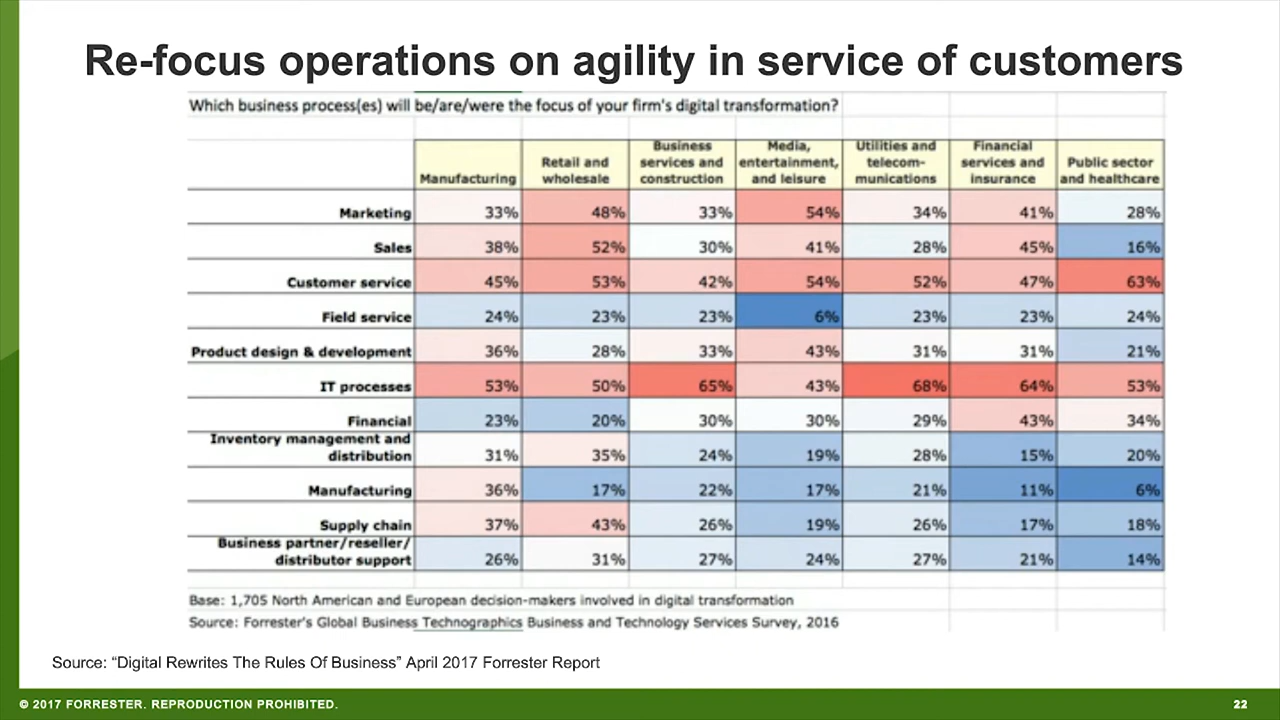 Re-focus operations on agility in service of customers
Which business process(es) will be/are/were the focus of your firm's digital transformation?
Manufacturing Retail and wholesale Business services and construction Media, entertainment, and leisure Utilities and telecom-munications Financial services and insurance Public sector and healthcare
Marketing 33% 48% 33% 54% 34% 41% 28%
Sales 38% 52% 30% 41% 28% 45% 16%
Customer service 45% 53% 42% 54% 52% 47% 63%
Field service 24% 23% 23% 6% 23% 23% 24%
Product design & development 36% 28% 33% 43% 31% 31% 21%
IT processes 53% 50% 65% 43% 68% 64% 53%
Financial 23% 20% 30% 30% 29% 43% 34%
Inventory management and distribution 31% 35% 24% 19% 28% 15% 20%
Manufacturing 36% 17% 22% 17% 21% 11% 6%
Supply chain 37% 43% 26% 19% 26% 17% 18%
Business partner/reseller/ distributor support 26% 31% 27% 24% 27% 21% 14%
Base: 1,705 North American and European decision-makers involved in digital transformation
Source: Forrester's Global Business Technographics Business and Technology Services Survey, 2016
Source: “Digital Rewrites The Rules Of Business” April 2017 Forrester Report
© 2017 FORRESTER. REPRODUCTION PROHIBITED. 22